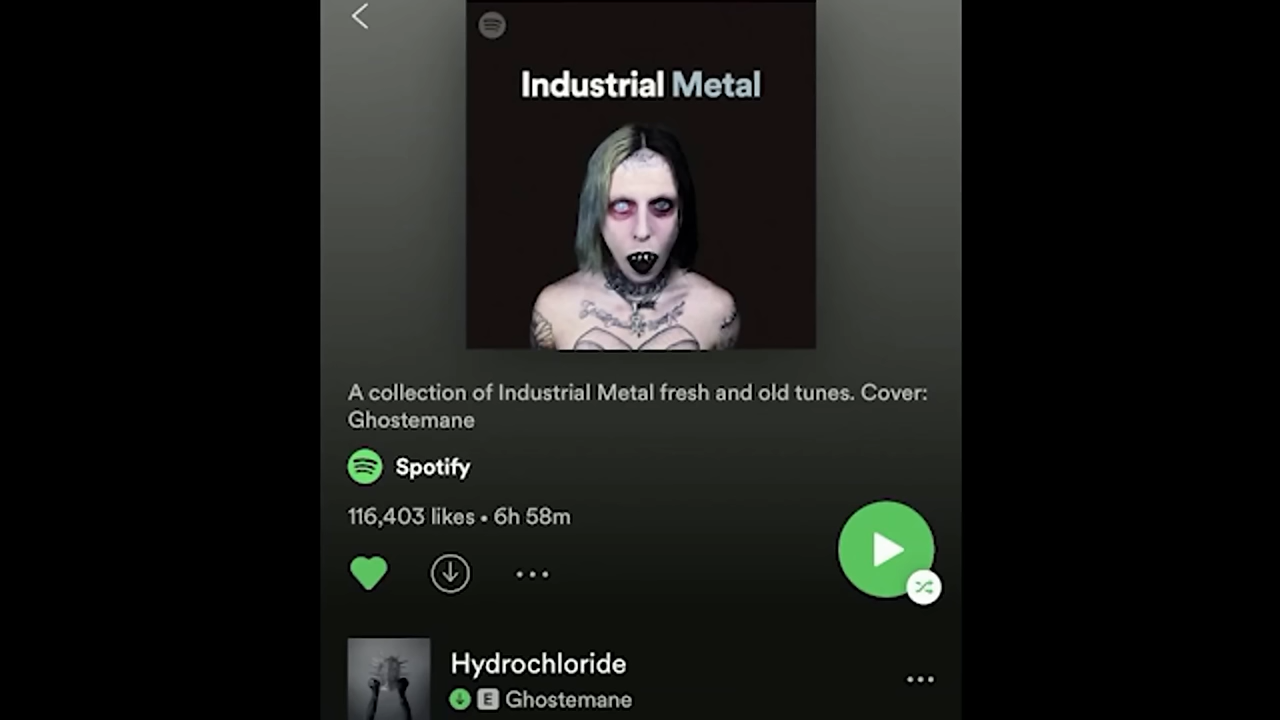 Industrial Metal
A collection of Industrial Metal fresh and old tunes. Cover:
Ghostemane
Spotify
116,403 likes • 6h 58m
Hydrochloride
E Ghostemane